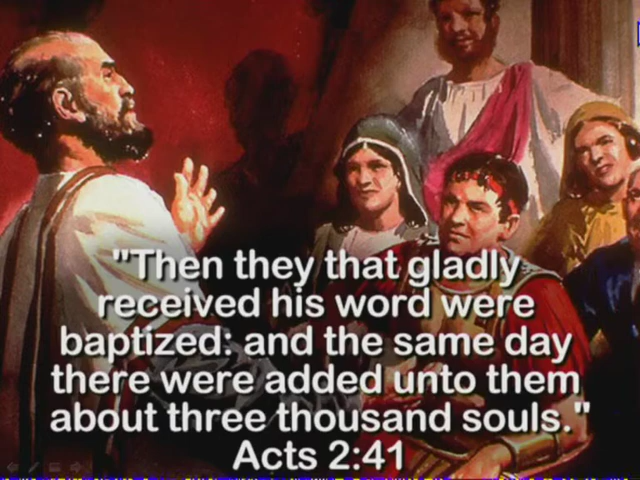 "Then they that gladly
received his word were
baptized: and the same day
there were added unto them
about three thousand souls."
Acts 2:41